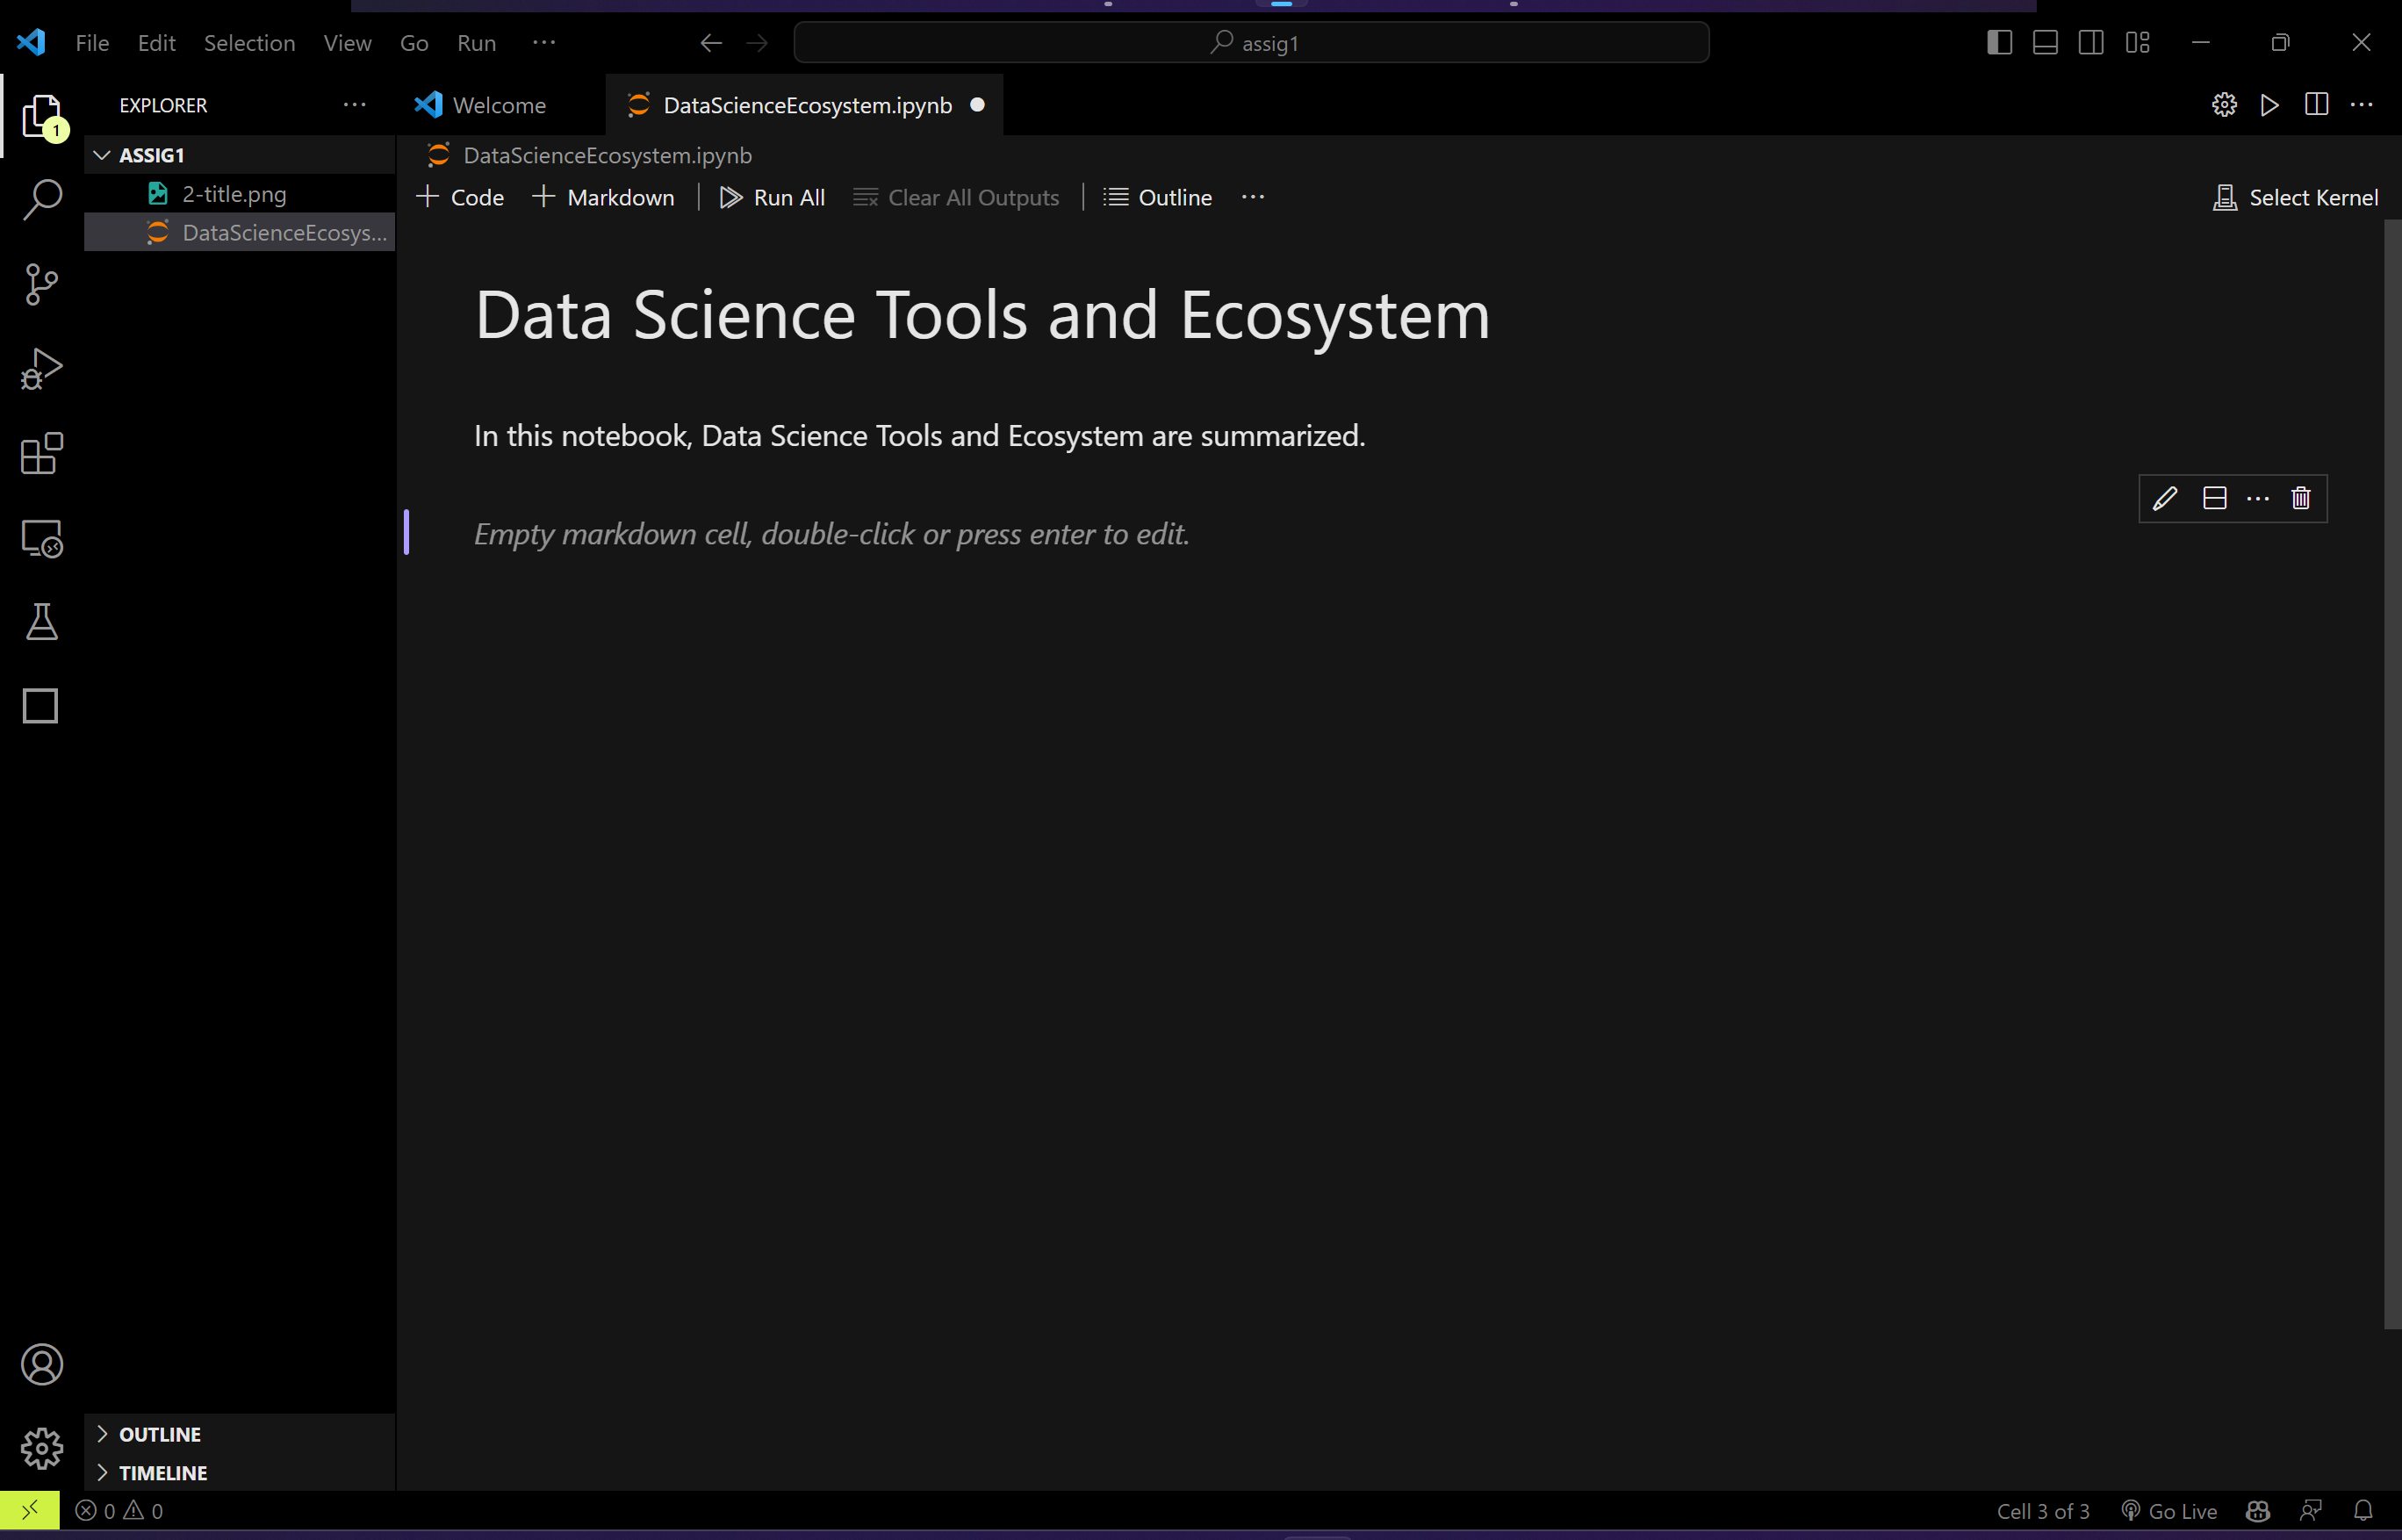 File Edit Selection View Go Run ···
assig1
EXPLORER ···
Welcome
DataScienceEcosystem.ipynb
1
ASSIG1
2-title.png
DataScienceEcosys...
DataScienceEcosystem.ipynb
Code Markdown Run All Clear All Outputs Outline ···
Select Kernel
Data Science Tools and Ecosystem
In this notebook, Data Science Tools and Ecosystem are summarized.
Empty markdown cell, double-click or press enter to edit.
OUTLINE
TIMELINE
0 0
Cell 3 of 3 Go Live